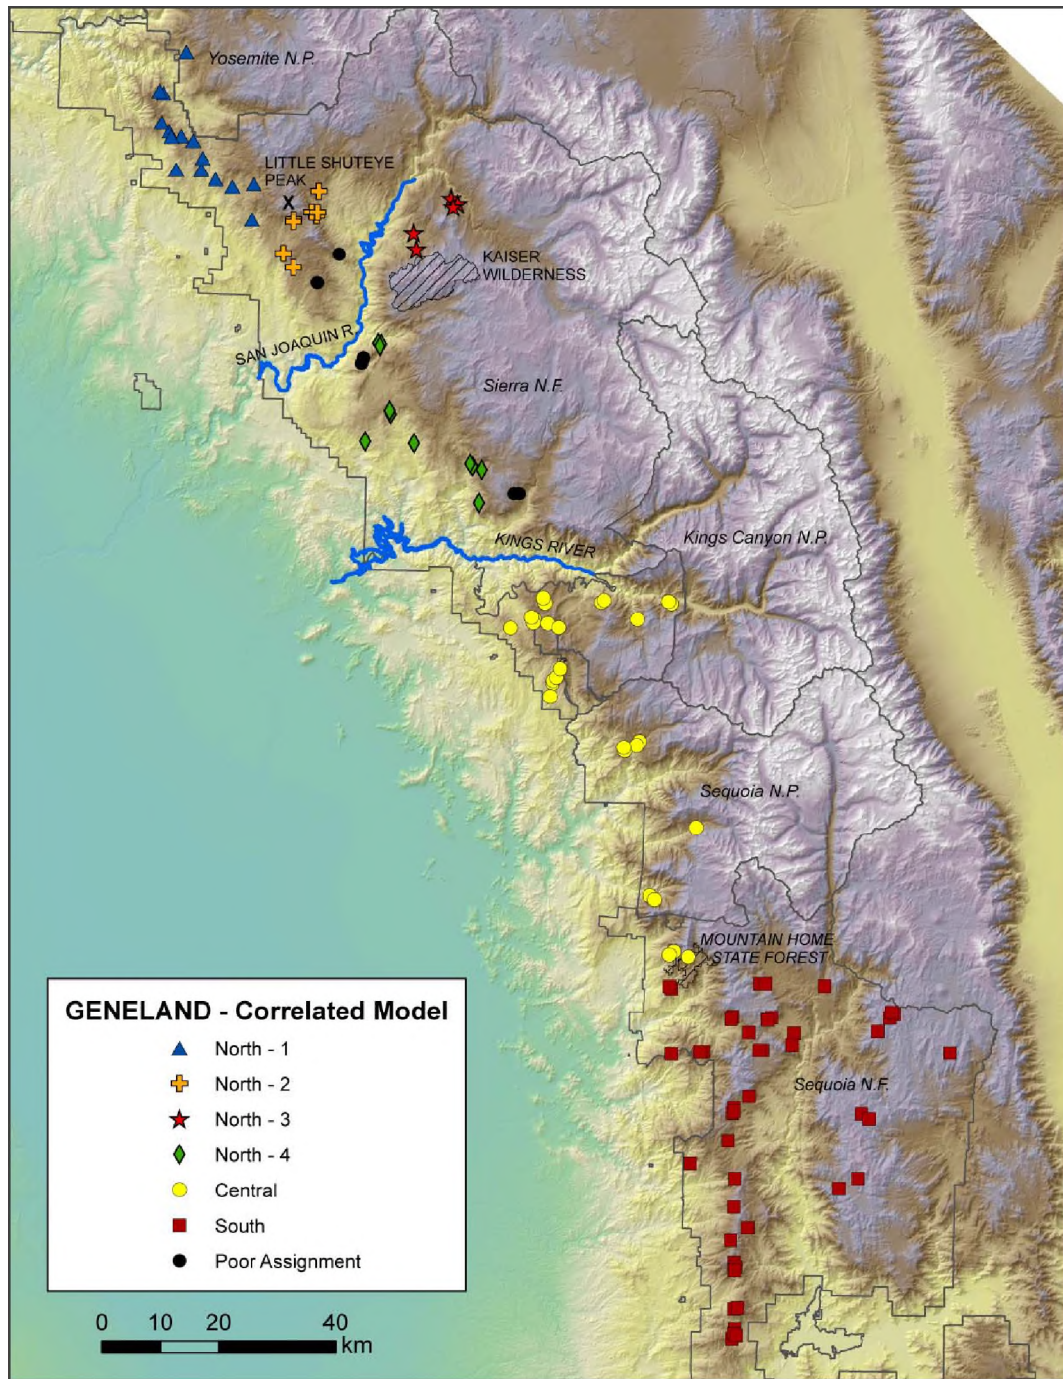 Yosemite N.P.
LITTLE SHUTEYE
PEAK
X
KAISER
WILDERNESS
SAN JOAQUIN R.
Sierra N.F.
KINGS RIVER
Kings Canyon N.P.
Sequoia N.P.
MOUNTAIN HOME
STATE FOREST
Sequoia N.F.
GENELAND - Correlated Model
North - 1
North - 2
North - 3
North - 4
Central
South
Poor Assignment
0 10 20 40
km